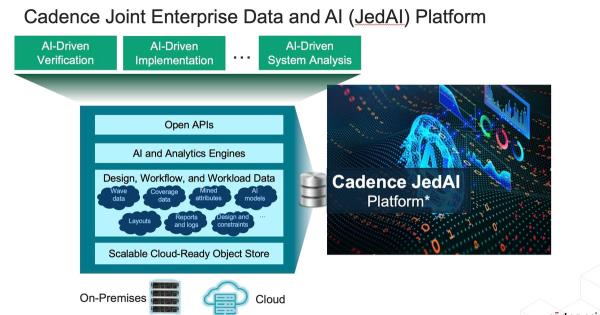 Cadence Joint Enterprise Data and AI (JedAI) Platform
AI-Driven
Verification
AI-Driven
Implementation
...
AI-Driven
System Analysis
Open APIs
AI and Analytics Engines
Design, Workflow, and Workload Data
Wave
data
Coverage
data
Mined
attributes
AI
models
Layouts
Reports
and logs
Design and
constraints
...
Scalable Cloud-Ready Object Store
Cadence JedAI
Platform*
On-Premises
Cloud